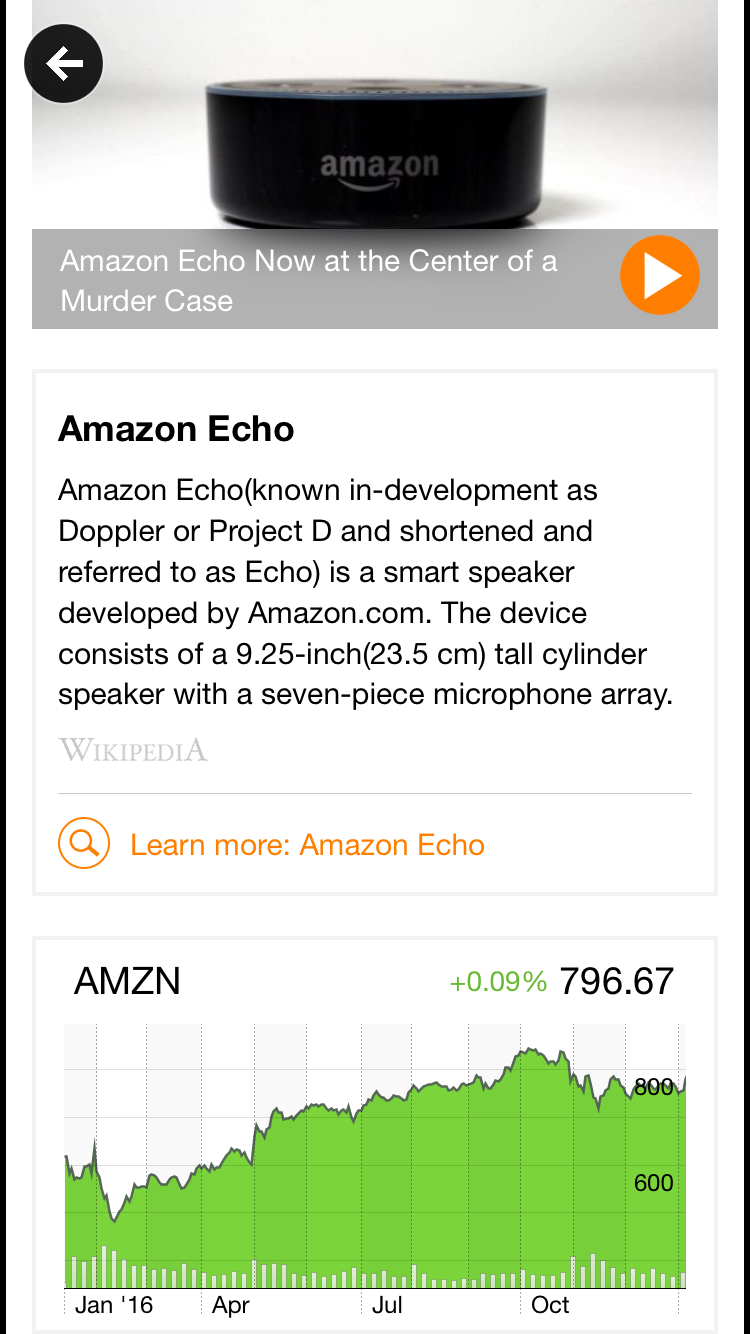 amazon
Amazon Echo Now at the Center of a
Murder Case
Amazon Echo
Amazon Echo(known in-development as
Doppler or Project D and shortened and
referred to as Echo) is a smart speaker
developed by Amazon.com. The device
consists of a 9.25-inch(23.5 cm) tall cylinder
speaker with a seven-piece microphone array.
WIKIPEDIA
Learn more: Amazon Echo
AMZN +0.09% 796.67
800
600
Jan '16 Apr Jul Oct